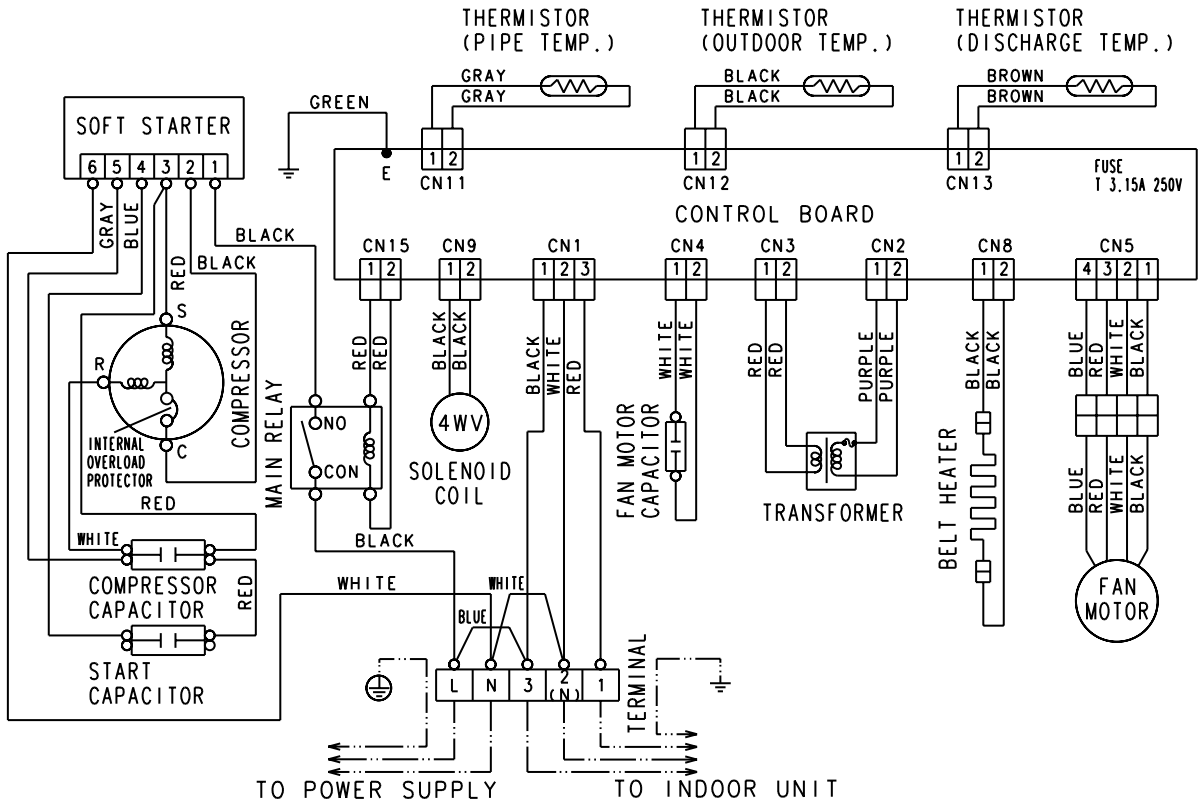 THERMISTOR
(PIPE TEMP.)
THERMISTOR
(OUTDOOR TEMP.)
THERMISTOR
(DISCHARGE TEMP.)
GRAY
GRAY
BLACK
BLACK
BROWN
BROWN
GREEN
SOFT STARTER
6 5 4 3 2 1
E
1 2
CN11
1 2
CN12
1 2
CN13
FUSE
T 3.15A 250V
CONTROL BOARD
CN15
1 2
CN9
1 2
CN1
1 2 3
CN4
1 2
CN3
1 2
CN2
1 2
CN8
1 2
CN5
4 3 2 1
GRAY
BLUE
RED
BLACK
BLACK
S
R
C
COMPRESSOR
INTERNAL
OVERLOAD
PROTECTOR
MAIN RELAY
NO
CON
RED
RED
BLACK
BLACK
4WV
SOLENOID
COIL
BLACK
WHITE
RED
WHITE
WHITE
FAN MOTOR
CAPACITOR
RED
RED
PURPLE
PURPLE
TRANSFORMER
BLACK
BLACK
BELT HEATER
BLUE
RED
WHITE
BLACK
BLUE
RED
WHITE
BLACK
FAN
MOTOR
RED
WHITE
COMPRESSOR
CAPACITOR
RED
START
CAPACITOR
BLACK
WHITE
WHITE
BLUE
L N 3 2 1
(N)
TERMINAL
TO POWER SUPPLY
TO INDOOR UNIT